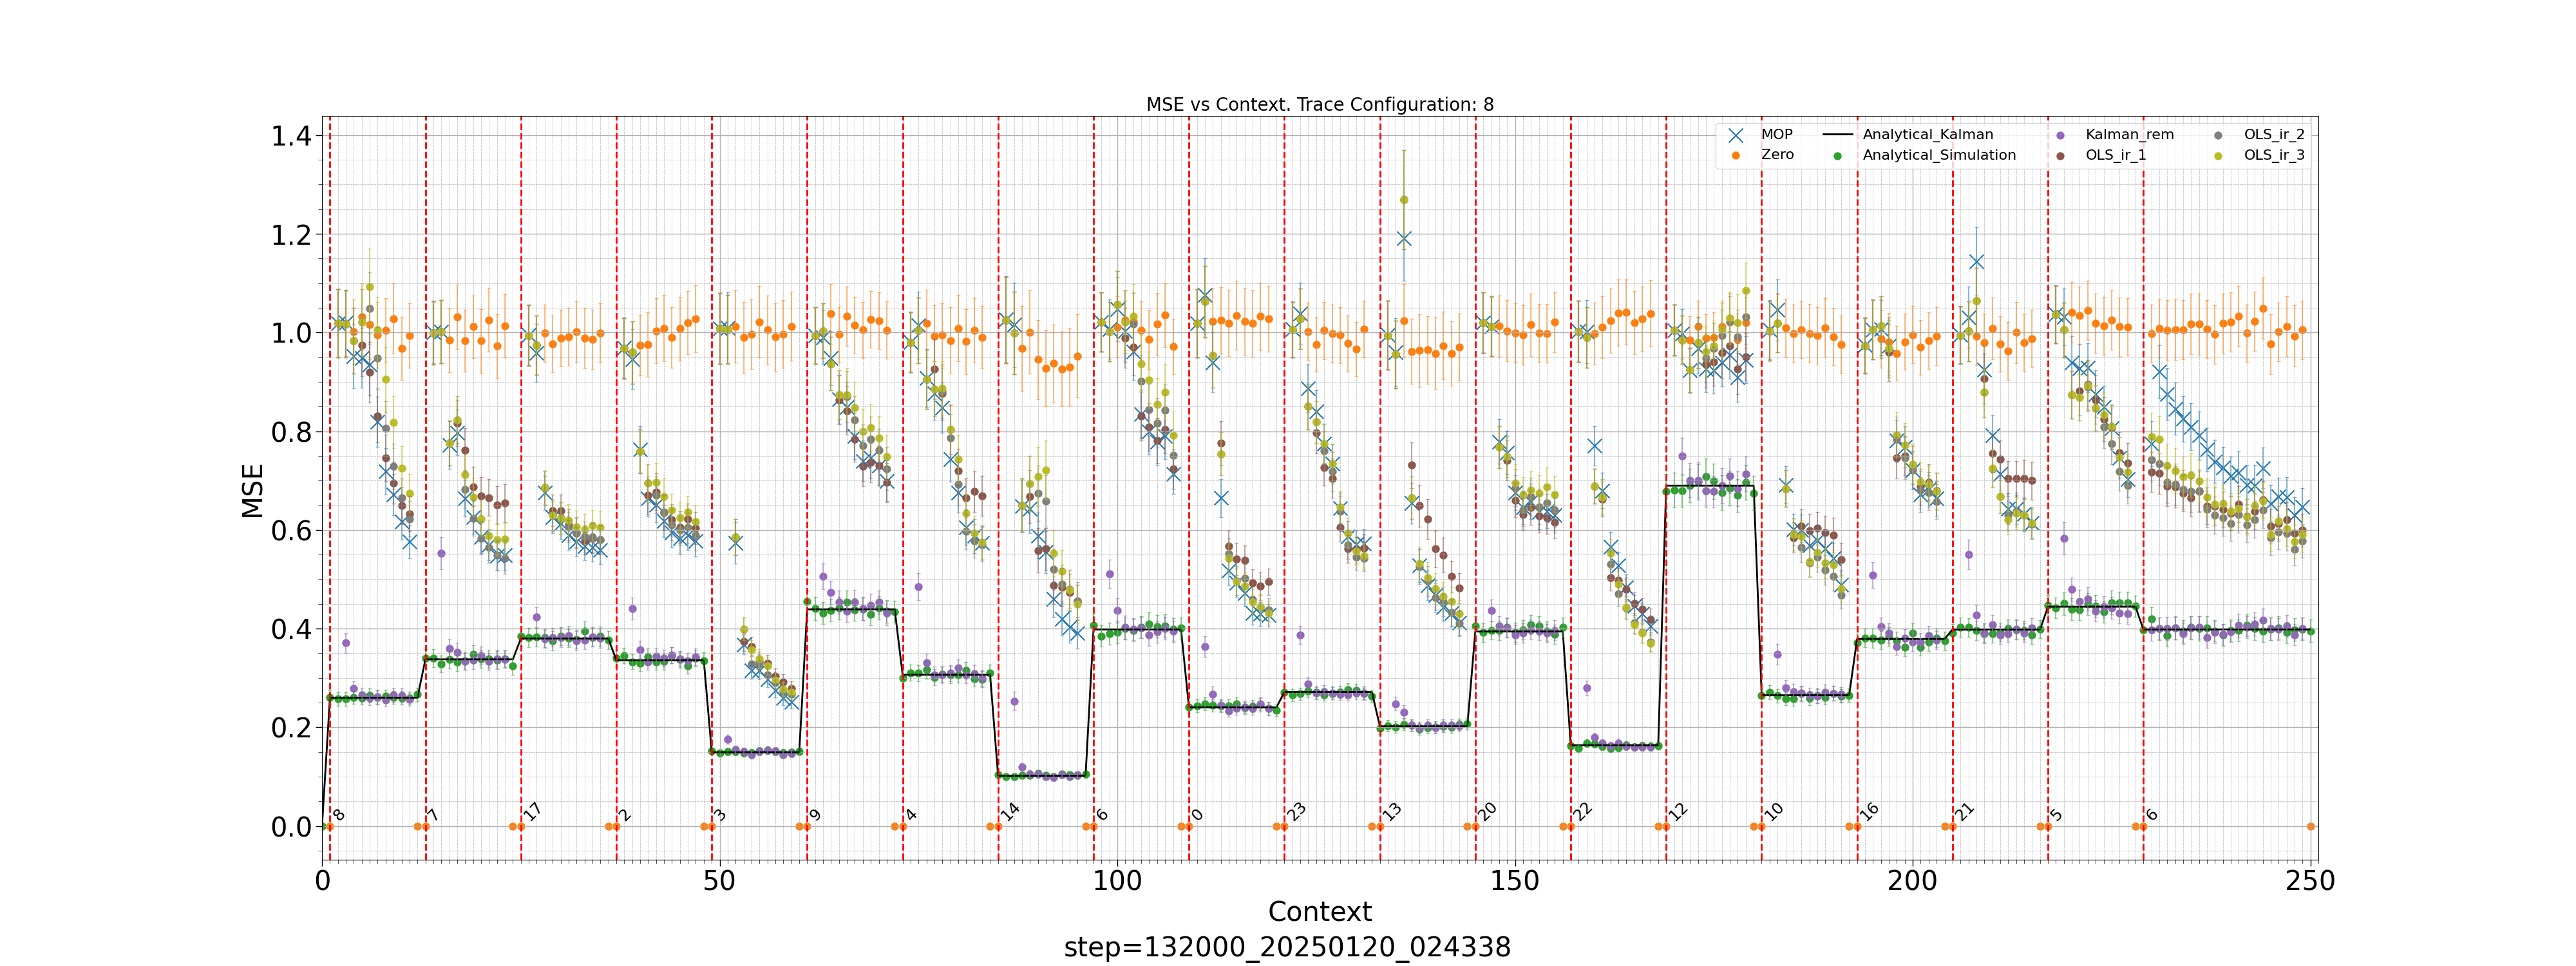 MSE vs Context. Trace Configuration: 8
MOP
Zero
Analytical_Kalman
Analytical_Simulation
Kalman_rem
OLS_ir_1
OLS_ir_2
OLS_ir_3
MSE
1.4
1.2
1.0
0.8
0.6
0.4
0.2
0.0
8 7 17 2 3 9 4 14 6 0 23 13 20 22 12 10 16 21 5 6
0 50 100 150 200 250
Context
step=132000_20250120_024338